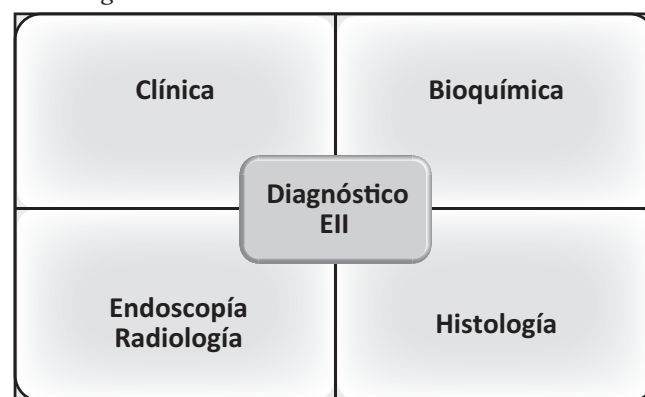 Clínica
Bioquímica
Diagnóstico
EII
Endoscopía
Radiología
Histología